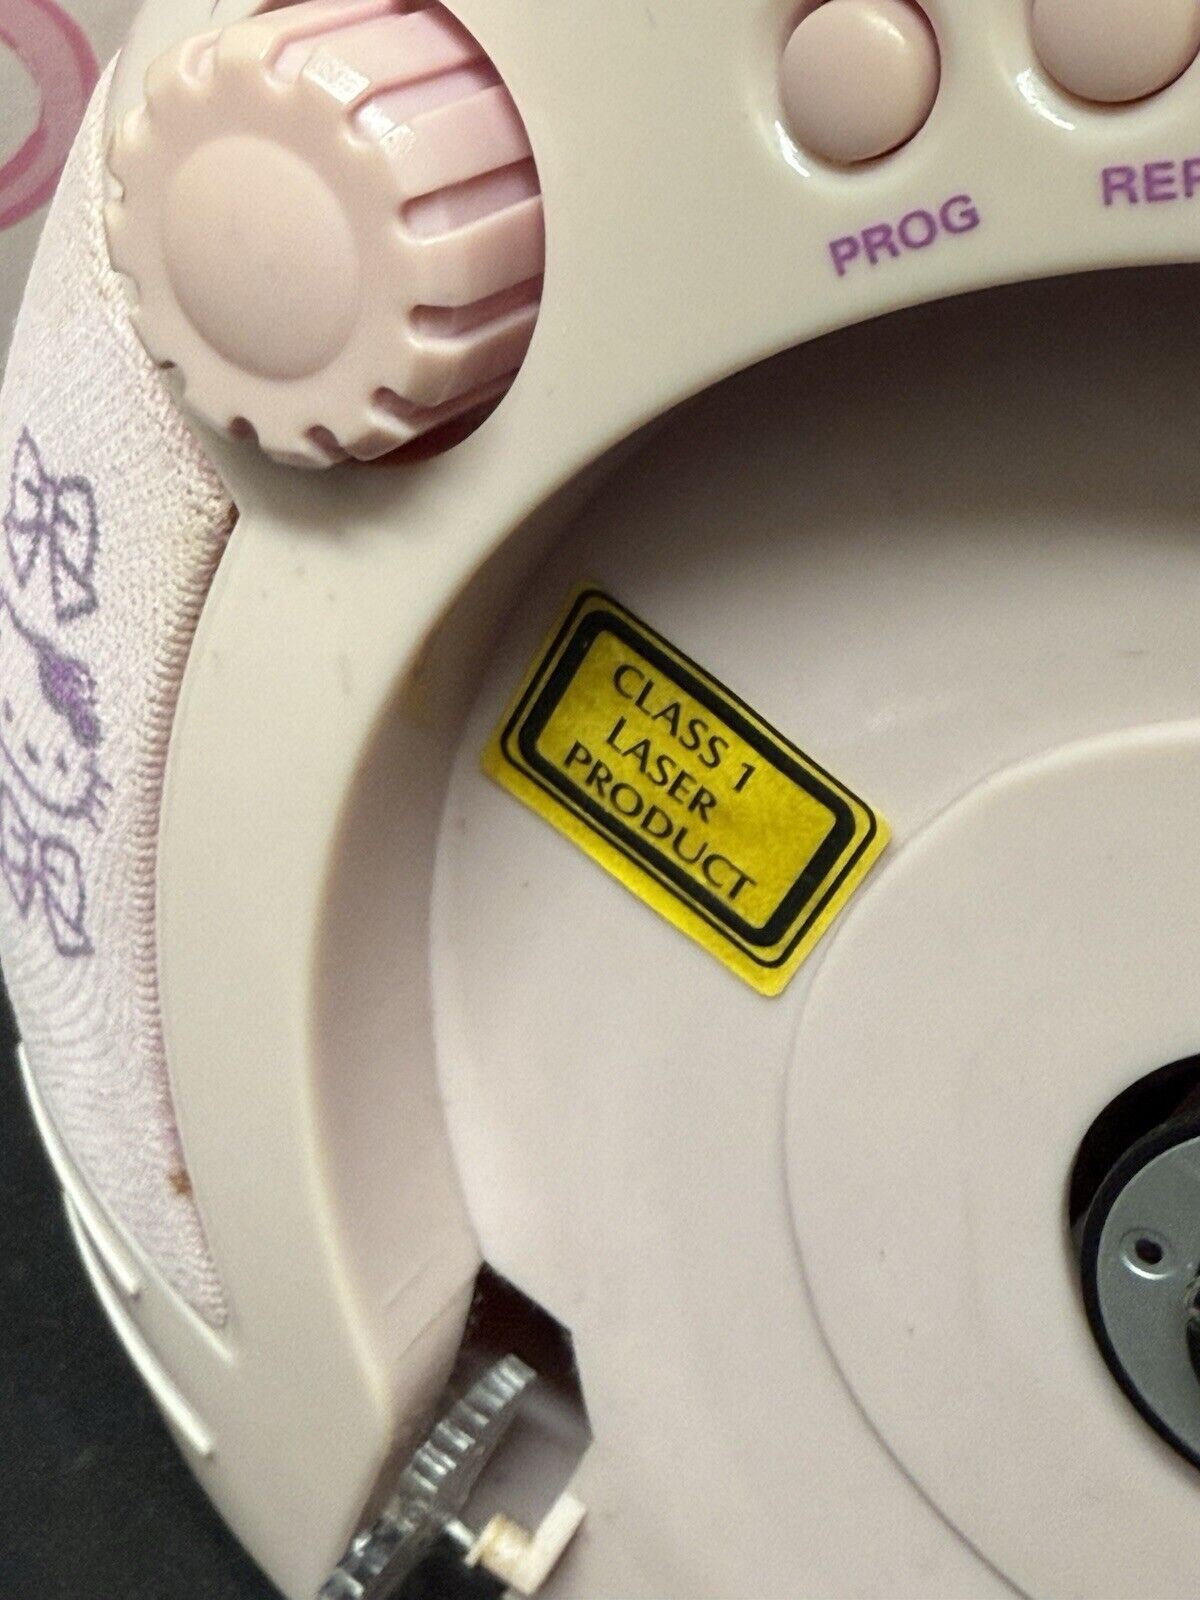 PROG
CLASS 1
LASER
PRODUCT